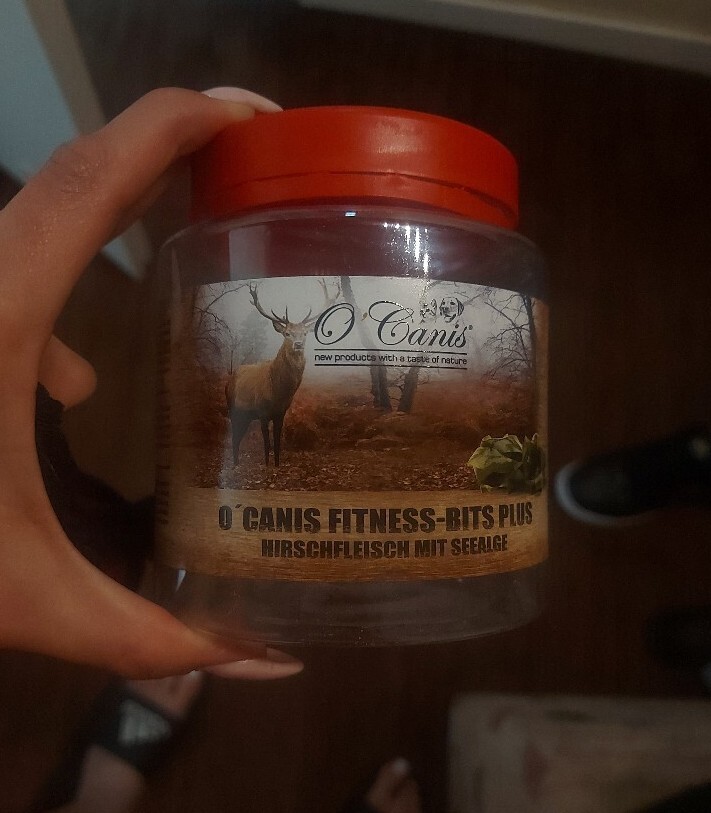 O'Canis®
new products with a taste of nature
O´CANIS FITNESS-BITS PLUS
HIRSCHFLEISCH MIT SEEALGE